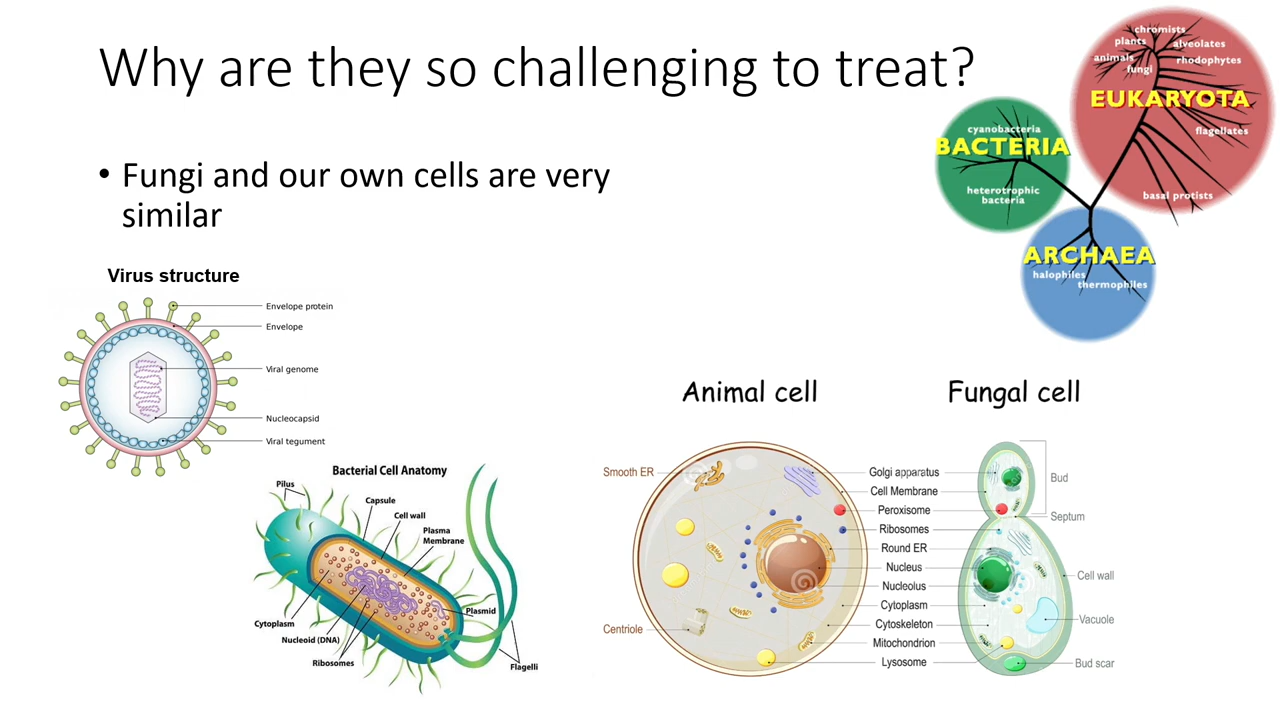 Why are they so challenging to treat?
chromists
plants
alveolates
animals
rhodophytes
fungi
EUKARYOTA
flagellates
basal protists
cyanobacteria
BACTERIA
heterotrophic
bacteria
ARCHAEA
halophiles
thermophiles
• Fungi and our own cells are very
similar
Virus structure
Envelope protein
Envelope
Viral genome
Nucleocapsid
Viral tegument
Bacterial Cell Anatomy
Pilus
Capsule
Cell wall
Plasma
Membrane
Cytoplasm
Nucleoid (DNA)
Ribosomes
Plasmid
Flagelli
Animal cell
Fungal cell
Smooth ER
Centriole
Golgi apparatus
Cell Membrane
Peroxisome
Ribosomes
Round ER
Nucleus
Nucleolus
Cytoplasm
Cytoskeleton
Mitochondrion
Lysosome
Bud
Septum
Cell wall
Vacuole
Bud scar